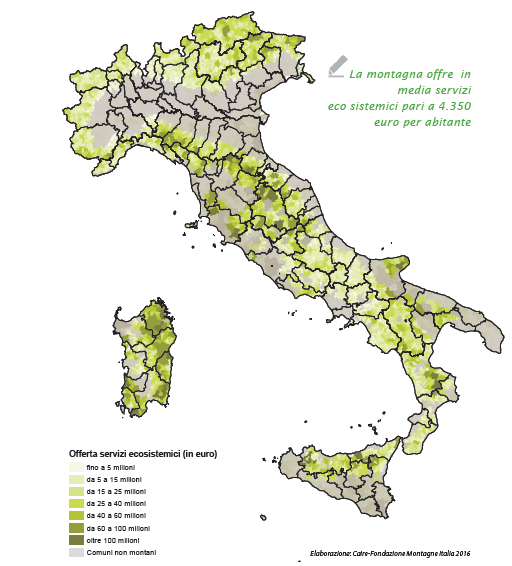 La montagna offre in
media servizi
eco sistemici pari a 4.350
euro per abitante
Offerta servizi ecosistemici (in euro)
fino a 5 milioni
da 5 a 15 milioni
da 15 a 25 milioni
da 25 a 40 milioni
da 40 a 60 milioni
da 60 a 100 milioni
oltre 100 milioni
Comuni non montani
Elaborazione: Caire-Fondazione Montagne Italia 2016